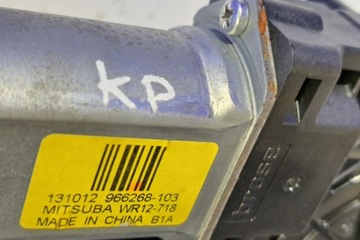 KP
131012 966268-103
MITSUBA WR12-718
MADE IN CHINA B1A
brose